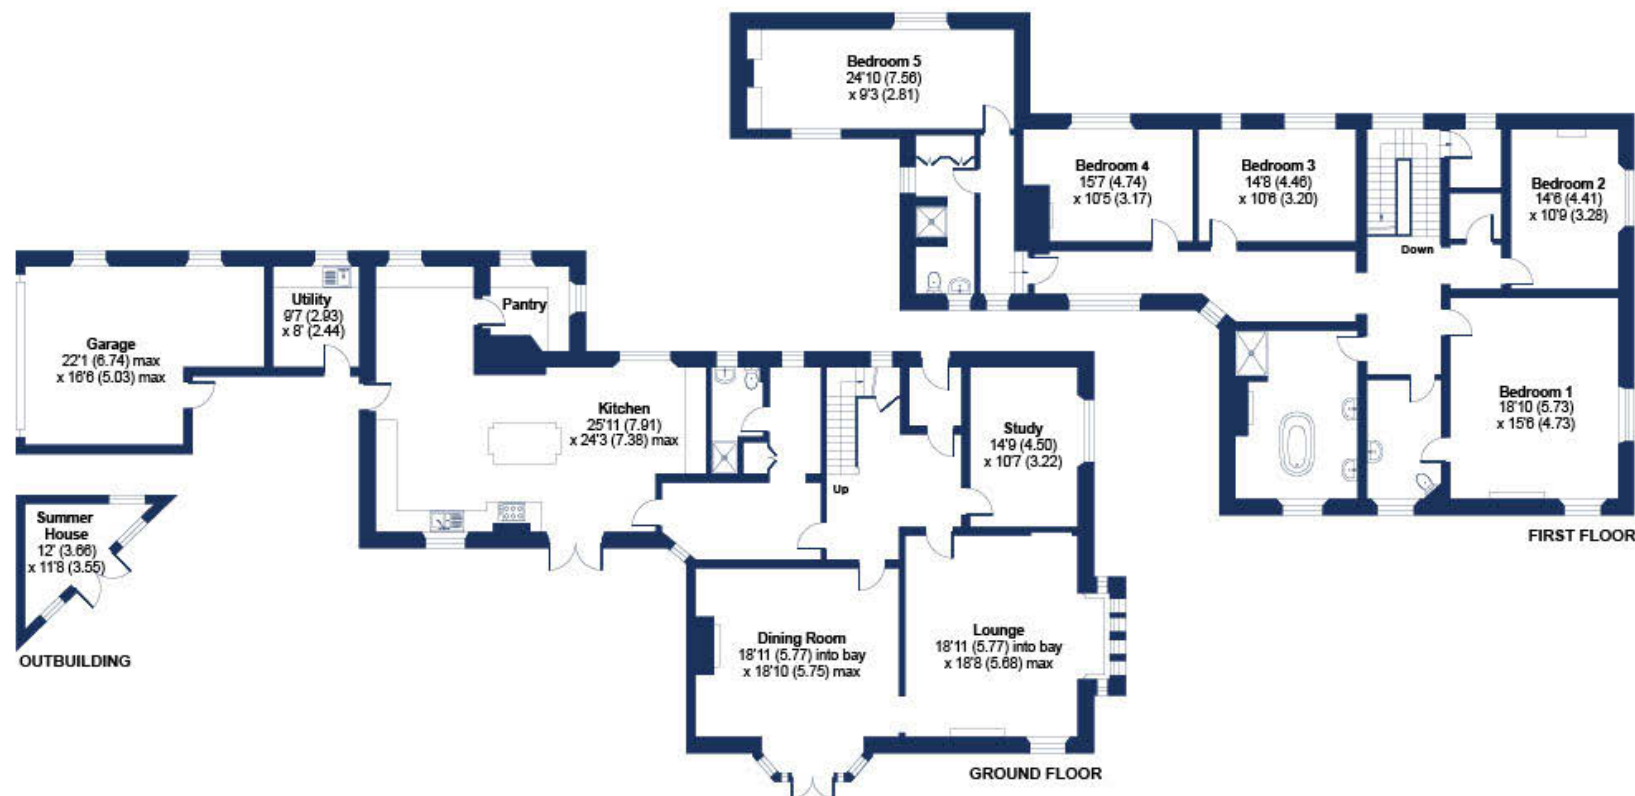 Bedroom 5
24'10 (7.56)
x 9'3 (2.81)
Bedroom 4
15'7 (4.74)
x 10'5 (3.17)
Bedroom 3
14'8 (4.46)
x 10'6 (3.20)
Bedroom 2
14'6 (4.41)
x 10'9 (3.28)
Down
Bedroom 1
18'10 (5.73)
x 15'6 (4.73)
FIRST FLOOR
Garage
22'1 (6.74) max
x 16'6 (5.03) max
Utility
9'7 (2.93)
x 8' (2.44)
Pantry
Kitchen
25'11 (7.91)
x 24'3 (7.38) max
Up
Study
14'9 (4.50)
x 10'7 (3.22)
Summer
House
12' (3.66)
x 11'8 (3.55)
OUTBUILDING
Dining Room
18'11 (5.77) into bay
x 18'10 (5.75) max
Lounge
18'11 (5.77) into bay
x 18'8 (5.68) max
GROUND FLOOR